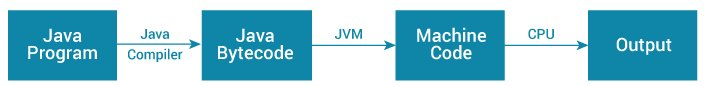 Java
Program
Java
Compiler
Java
Bytecode
JVM
Machine
Code
CPU
Output